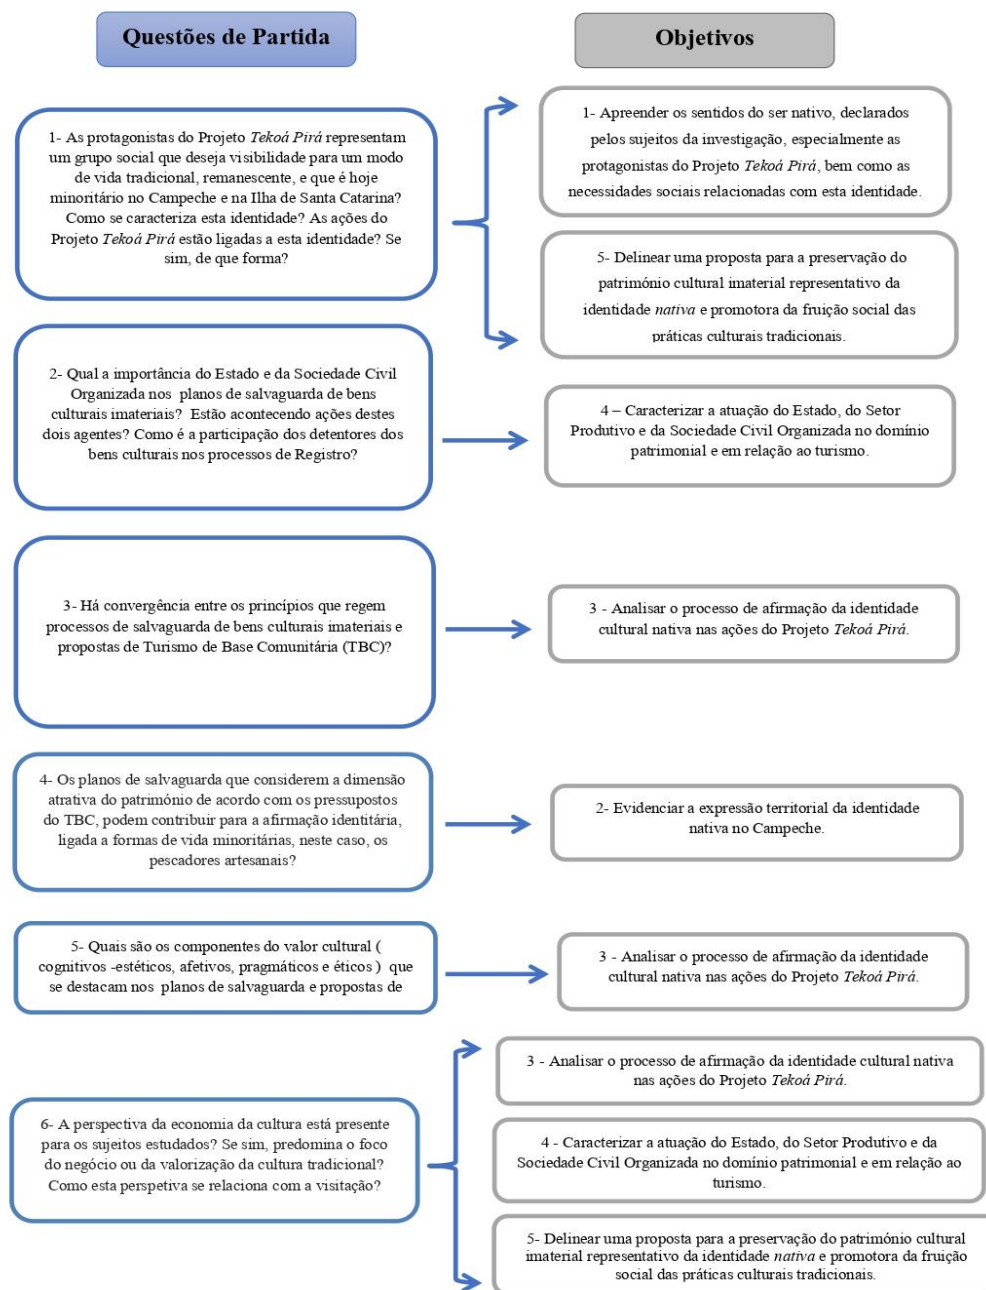 Questões de Partida
Objetivos
1- As protagonistas do Projeto Tekoá Pirá representam
um grupo social que deseja visibilidade para um modo
de vida tradicional, remanescente, e que é hoje
minoritário no Campeche e na Ilha de Santa Catarina?
Como se caracteriza esta identidade? As ações do
Projeto Tekoá Pirá estão ligadas a esta identidade? Se
sim, de que forma?
1- Apreender os sentidos do ser nativo, declarados
pelos sujeitos da investigação, especialmente as
protagonistas do Projeto Tekoá Pirá, bem como as
necessidades sociais relacionadas com esta identidade.
5- Delinear uma proposta para a preservação do
património cultural imaterial representativo da
identidade nativa e promotora da fruição social das
práticas culturais tradicionais.
2- Qual a importância do Estado e da Sociedade Civil
Organizada nos planos de salvaguarda de bens
culturais imateriais? Estão acontecendo ações destes
dois agentes? Como é a participação dos detentores dos
bens culturais nos processos de Registro?
4 – Caracterizar a atuação do Estado, do Setor
Produtivo e da Sociedade Civil Organizada no domínio
patrimonial e em relação ao turismo.
3- Há convergência entre os princípios que regem
processos de salvaguarda de bens culturais imateriais e
propostas de Turismo de Base Comunitária (TBC)?
3 - Analisar o processo de afirmação da identidade
cultural nativa nas ações do Projeto Tekoá Pirá.
4- Os planos de salvaguarda que considerem a dimensão
atrativa do património de acordo com os pressupostos
do TBC, podem contribuir para a afirmação identitária,
ligada a formas de vida minoritárias, neste caso, os
pescadores artesanais?
2- Evidenciar a expressão territorial da identidade
nativa no Campeche.
5- Quais são os componentes do valor cultural (
cognitivos -estéticos, afetivos, pragmáticos e éticos ) que
se destacam nos planos de salvaguarda e propostas de
3 - Analisar o processo de afirmação da identidade
cultural nativa nas ações do Projeto Tekoá Pirá.
6- A perspectiva da economia da cultura está presente
para os sujeitos estudados? Se sim, predomina o foco
do negócio ou da valorização da cultura tradicional?
Como esta perspetiva se relaciona com a visitação?
3 - Analisar o processo de afirmação da identidade cultural nativa
nas ações do Projeto Tekoá Pirá.
4 - Caracterizar a atuação do Estado, do Setor Produtivo e da
Sociedade Civil Organizada no domínio patrimonial e em relação ao
turismo.
5- Delinear uma proposta para a preservação do património cultural
imaterial representativo da identidade nativa e promotora da fruição
social das práticas culturais tradicionais.